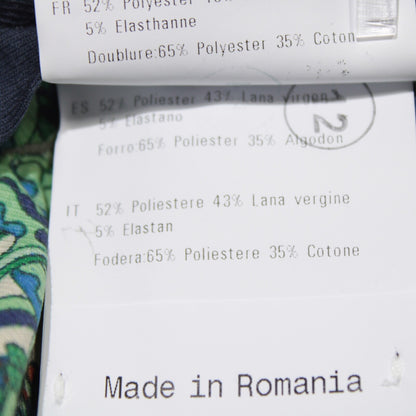 FR 52% Polyester
5% Elasthanne
Doublure:65% Polyester 35% Coton
ES 52% Poliester 43% Lana virgen
5% Elastano
Forro:65% Poliester 35% Algodon
2
IT 52% Poliestere 43% Lana vergine
5% Elastan
Fodera:65% Poliestere 35% Cotone
Made in Romania